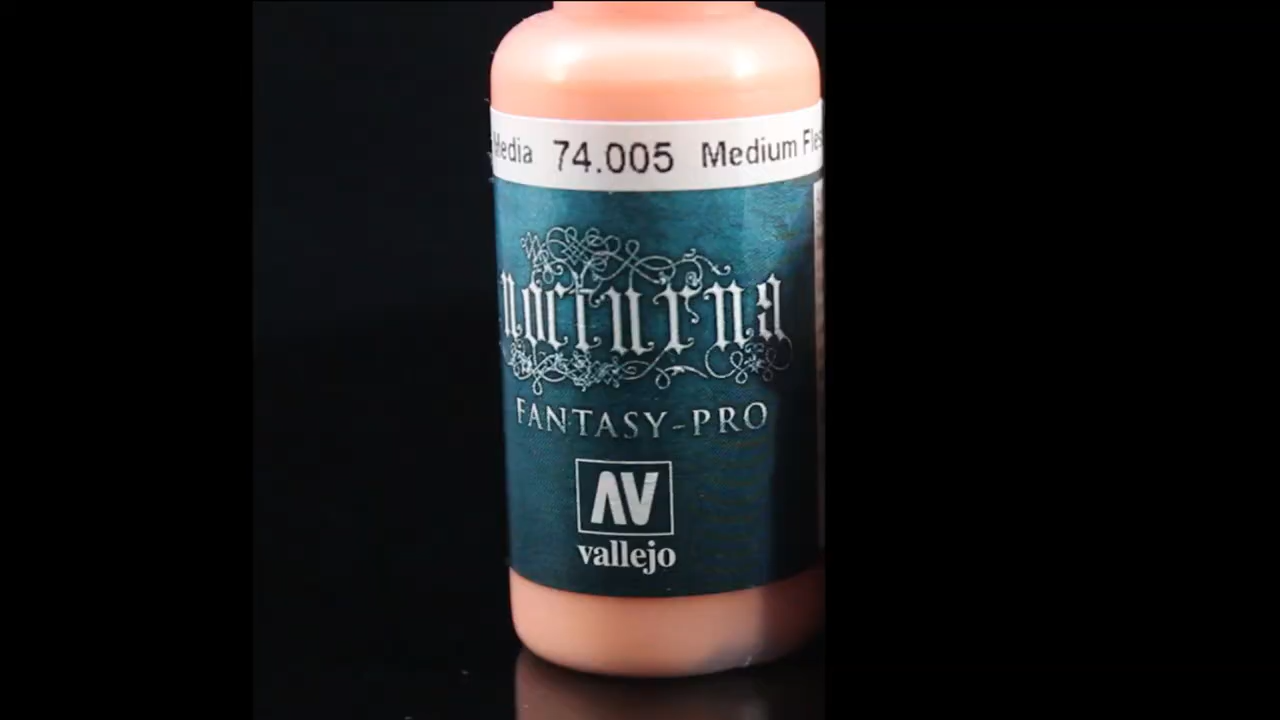 Media 74.005 Medium Fles
nocturna
FANTASY-PRO
AV
vallejo